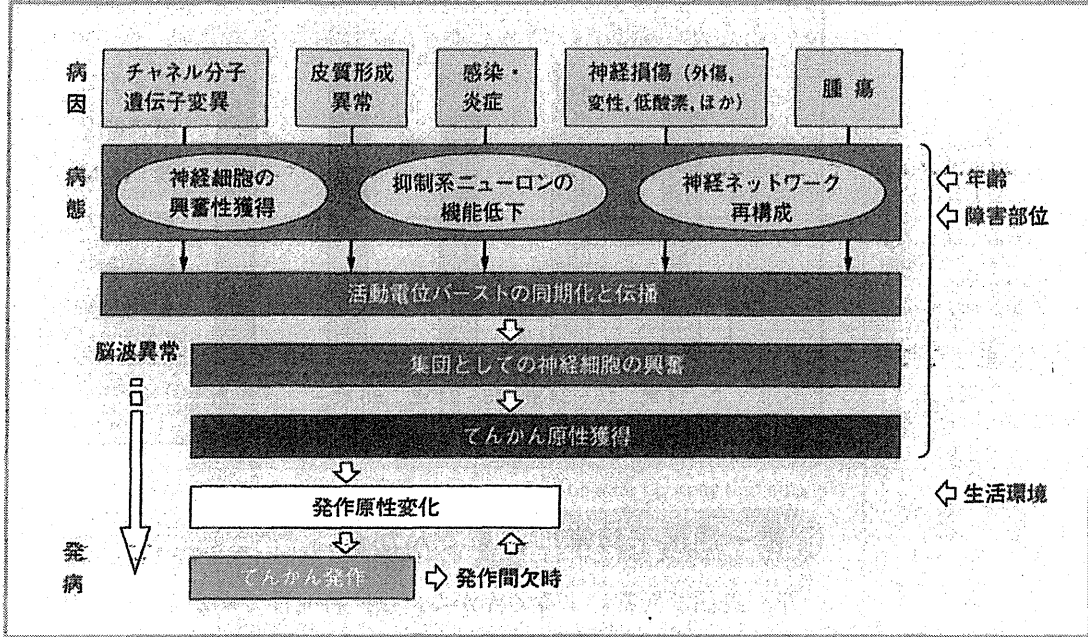 病因
チャネル分子
遺伝子変異
皮質形成
異常
感染・
炎症
神経損傷（外傷,
変性,低酸素,ほか）
腫瘍
病態
神経細胞の
興奮性獲得
抑制系ニューロンの
機能低下
神経ネットワーク
再構成
年齢
障害部位
活動電位バーストの同期化と伝播
脳波異常
集団としての神経細胞の興奮
てんかん原性獲得
発作原性変化
生活環境
発病
てんかん発作
発作間欠時